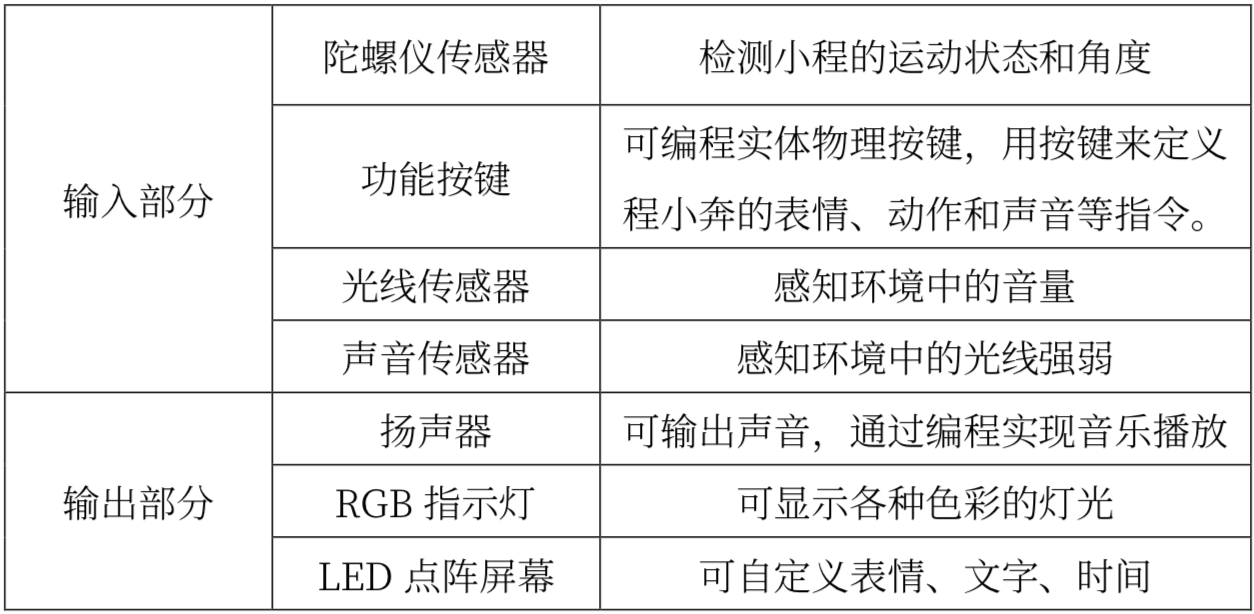 输入部分
陀螺仪传感器
检测小程的运动状态和角度
功能按键
可编程实体物理按键，用按键来定义
程小奔的表情、动作和声音等指令。
光线传感器
感知环境中的音量
声音传感器
感知环境中的光线强弱
输出部分
扬声器
可输出声音，通过编程实现音乐播放
RGB 指示灯
可显示各种色彩的灯光
LED 点阵屏幕
可自定义表情、文字、时间